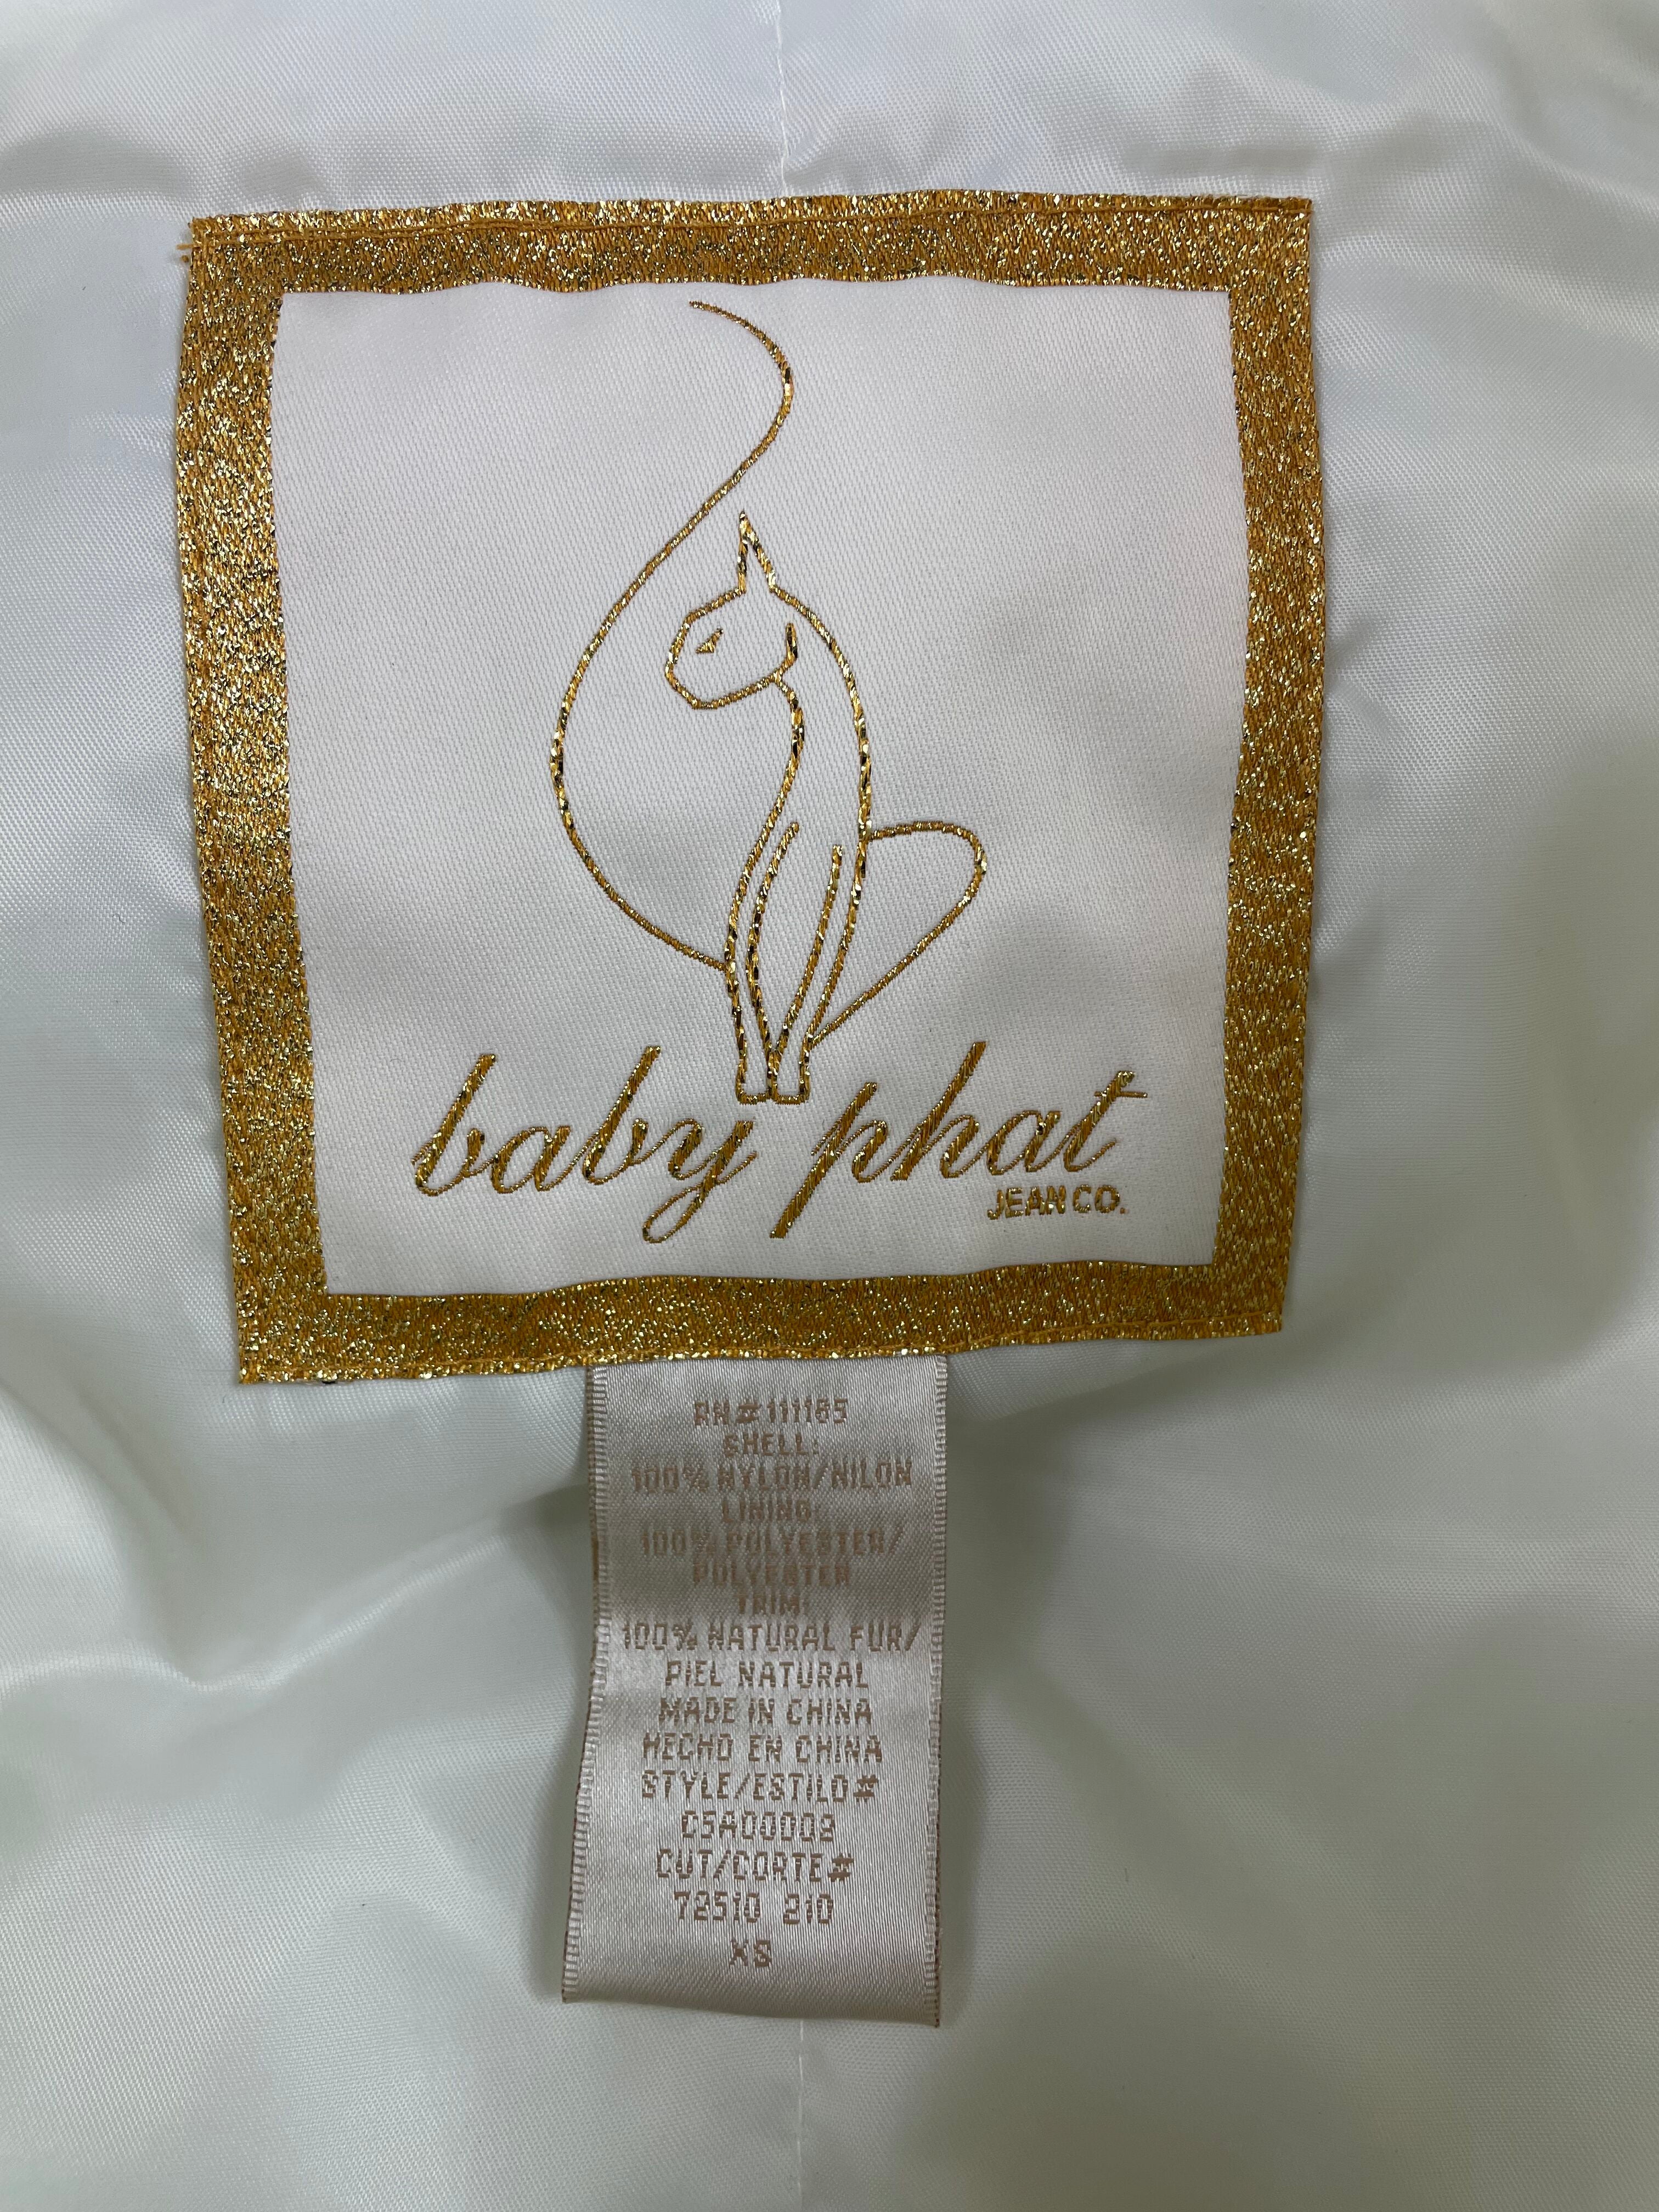 baby phat
JEAN CO.
RN#111165
SHELL:
100% NYLON/NILON
LINING:
100% POLYESTER/
POLYESTER
TRIM:
100% NATURAL FUR/
PIEL NATURAL
MADE IN CHINA
HECHO EN CHINA
STYLE/ESTILO#
C5A00002
CUT/CORTE#
72510 210
XS